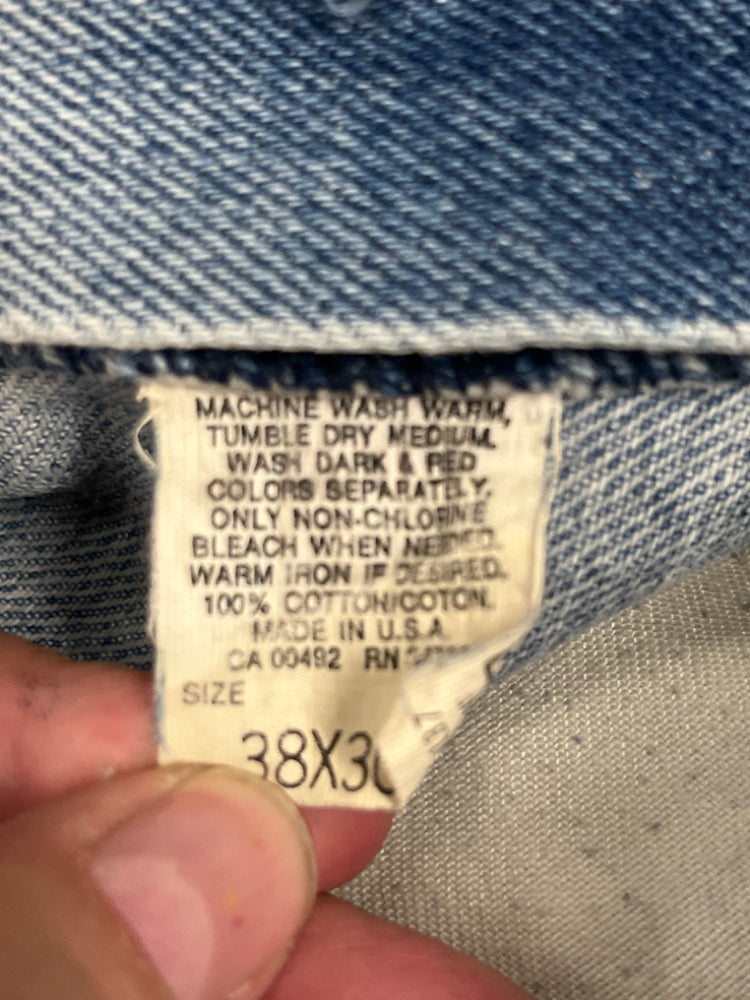 MACHINE WASH WARM,
TUMBLE DRY MEDIUM.
WASH DARK & RED
COLORS SEPARATELY.
ONLY NON-CHLORINE
BLEACH WHEN NEEDED.
WARM IRON IF DESIRED.
100% COTTON/COTON.
MADE IN U.S.A.
CA 00492 RN
SIZE